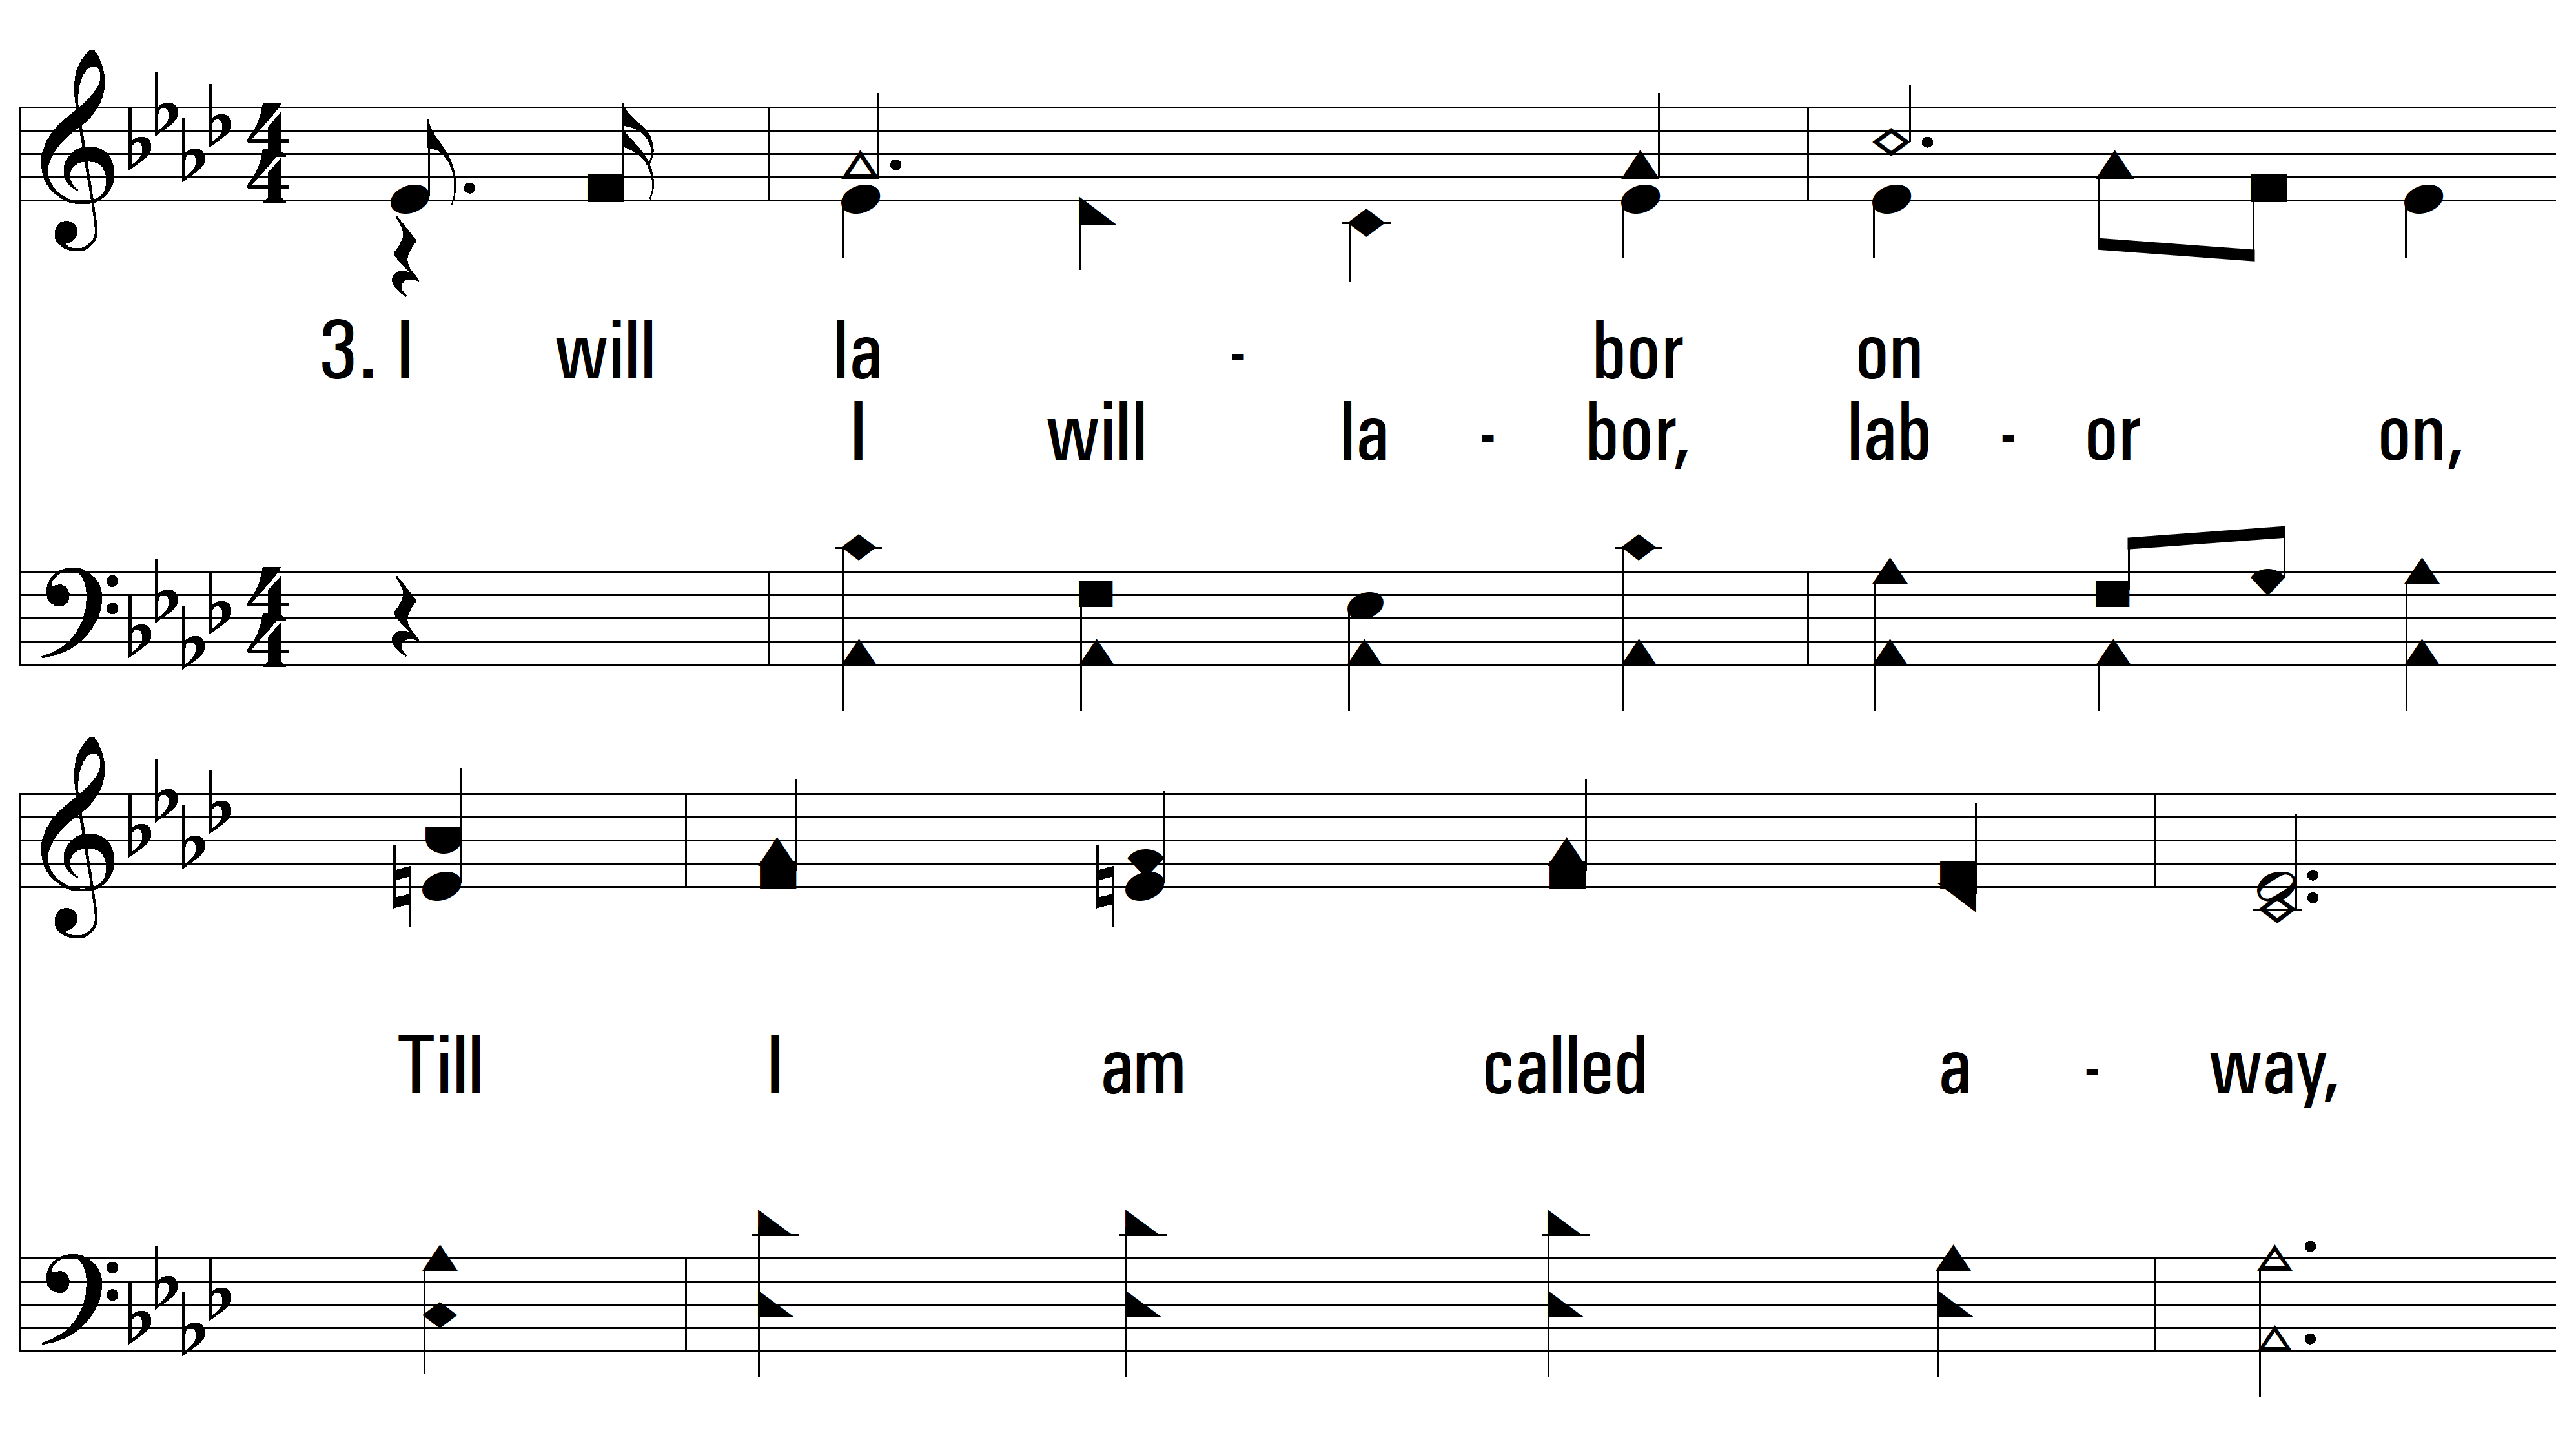 3. I will la - bor on
I will la - bor, lab - or on,
Till I am called a - way,